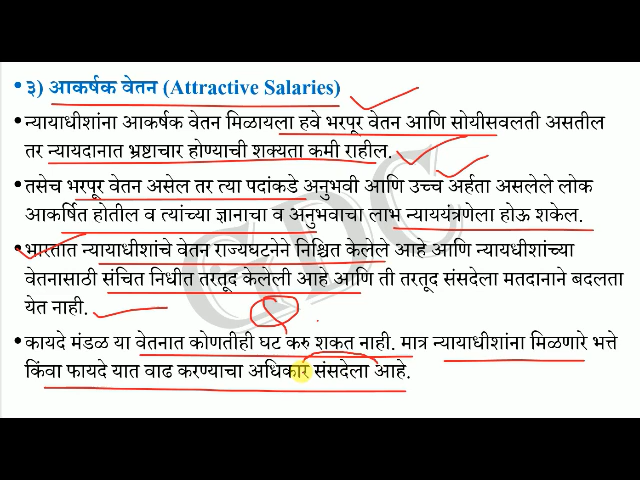 • ३) आकर्षक वेतन (Attractive Salaries)
• न्यायाधीशांना आकर्षक वेतन मिळायला हवे भरपूर वेतन आणि सोयीसवलती असतील
तर न्यायदानात भ्रष्टाचार होण्याची शक्यता कमी राहील.
• तसेच भरपूर वेतन असेल तर त्या पदांकडे अनुभवी आणि उच्च अर्हता असलेले लोक
आकर्षित होतील व त्यांच्या ज्ञानाचा व अनुभवाचा लाभ न्याययंत्रणेला होऊ शकेल.
• भारतात न्यायाधीशांचे वेतन राज्यघटनेने निश्चित केलेले आहे आणि न्यायधीशांच्या
वेतनासाठी संचित निधीत तरतूद केलेली आहे आणि ती तरतूद संसदेला मतदानाने बदलता
येत नाही.
• कायदे मंडळ या वेतनात कोणतीही घट करु शकत नाही. मात्र न्यायाधीशांना मिळणारे भत्ते
किंवा फायदे यात वाढ करण्याचा अधिकार संसदेला आहे.
GDC